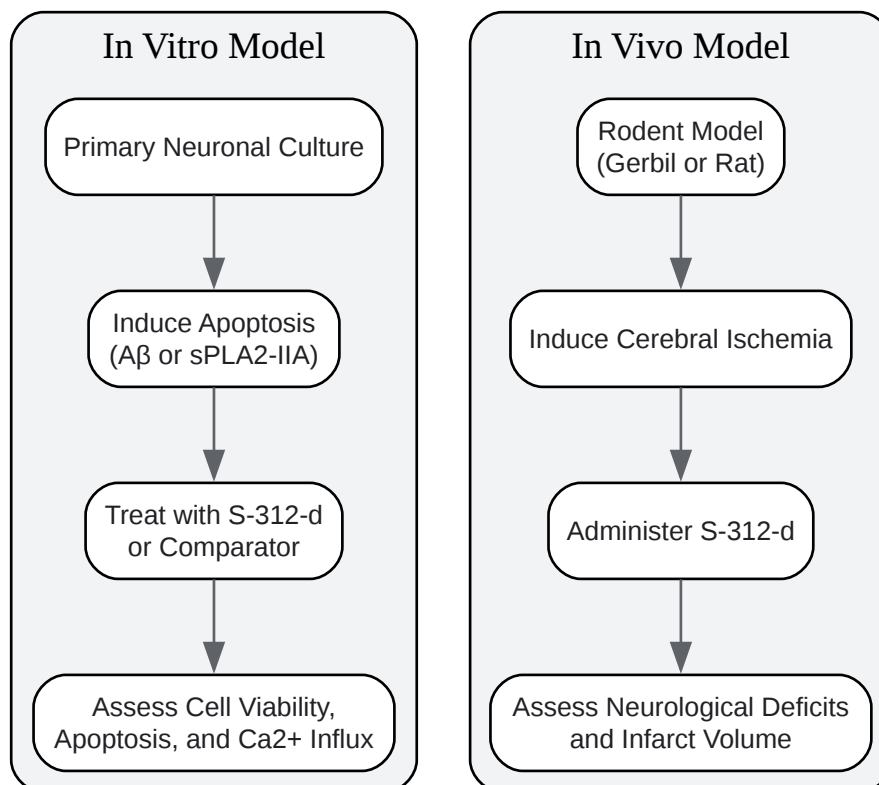 In Vitro Model
Primary Neuronal Culture
Induce Apoptosis
(Aβ or sPLA2-IIA)
Treat with S-312-d
or Comparator
Assess Cell Viability,
Apoptosis, and Ca2+ Influx
In Vivo Model
Rodent Model
(Gerbil or Rat)
Induce Cerebral Ischemia
Administer S-312-d
Assess Neurological Deficits
and Infarct Volume